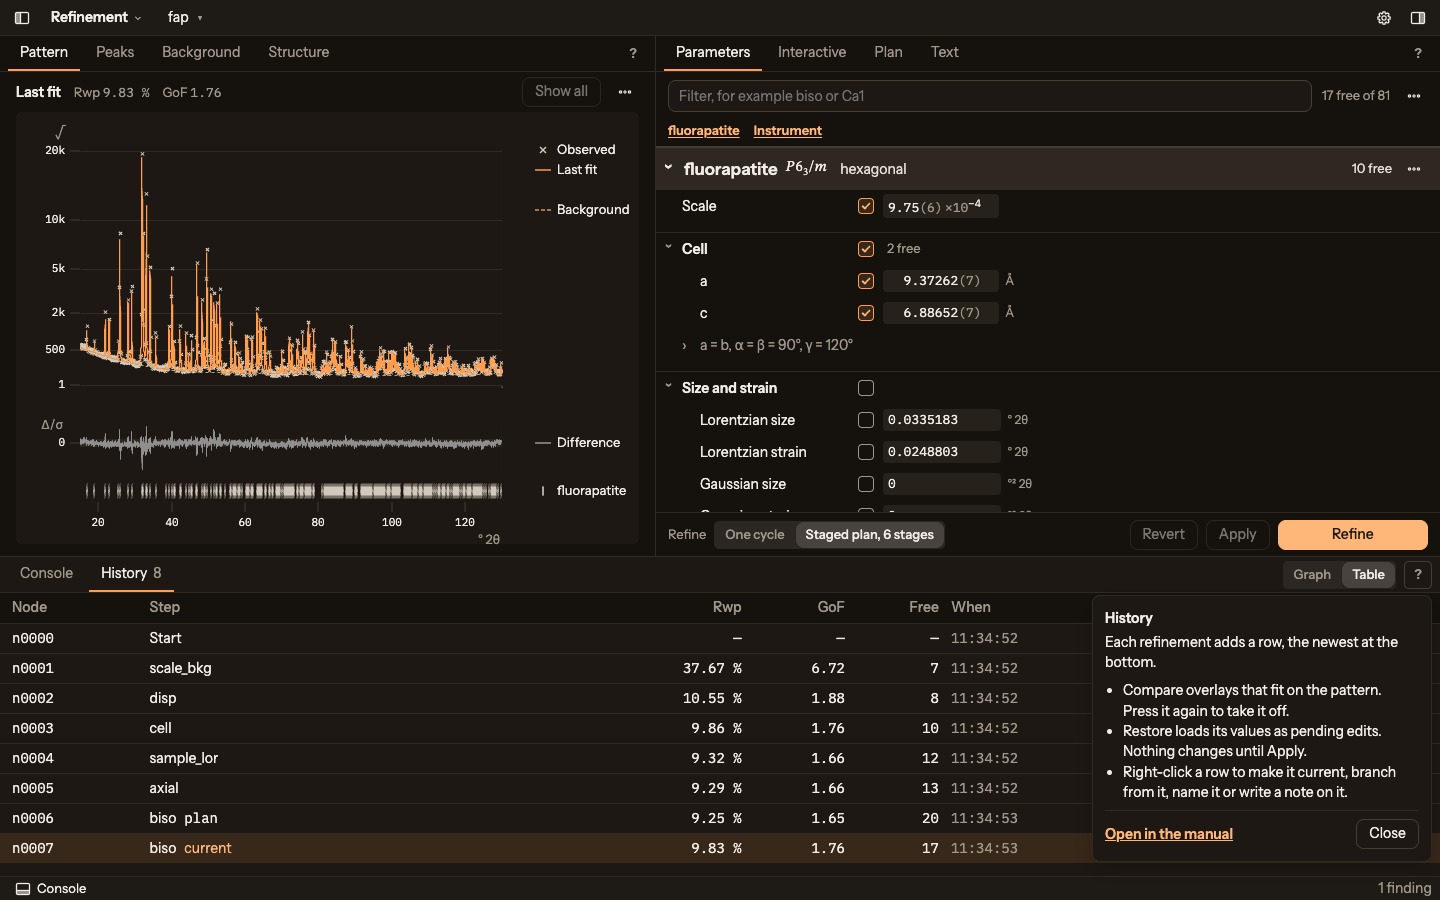 Refinement fap
Pattern Peaks Background Structure ?
Parameters Interactive Plan Text ?
Last fit Rwp 9.83 % GoF 1.76 Show all
√
20k
10k
5k
2k
500
1
Δ/σ
0
20 40 60 80 100 120
° 2θ
Observed
Last fit
Background
Difference
fluorapatite
Filter, for example biso or Ca1 17 free of 81
fluorapatite Instrument
fluorapatite P6₃/m hexagonal 10 free
Scale 9.75(6) ×10⁻⁴
Cell 2 free
a 9.37262(7) Å
c 6.88652(7) Å
a = b, α = β = 90°, γ = 120°
Size and strain
Lorentzian size 0.0335183 ° 2θ
Lorentzian strain 0.0248803 ° 2θ
Gaussian size 0 °² 2θ
Refine One cycle Staged plan, 6 stages Revert Apply Refine
Console History 8 Graph Table ?
Node Step Rwp GoF Free When
n0000 Start — — — 11:34:52
n0001 scale_bkg 37.67 % 6.72 7 11:34:52
n0002 disp 10.55 % 1.88 8 11:34:52
n0003 cell 9.86 % 1.76 10 11:34:52
n0004 sample_lor 9.32 % 1.66 12 11:34:52
n0005 axial 9.29 % 1.66 13 11:34:52
n0006 biso plan 9.25 % 1.65 20 11:34:53
n0007 biso current 9.83 % 1.76 17 11:34:53
History
Each refinement adds a row, the newest at the
bottom.
• Compare overlays that fit on the pattern.
Press it again to take it off.
• Restore loads its values as pending edits.
Nothing changes until Apply.
• Right-click a row to make it current, branch
from it, name it or write a note on it.
Open in the manual Close
Console 1 finding